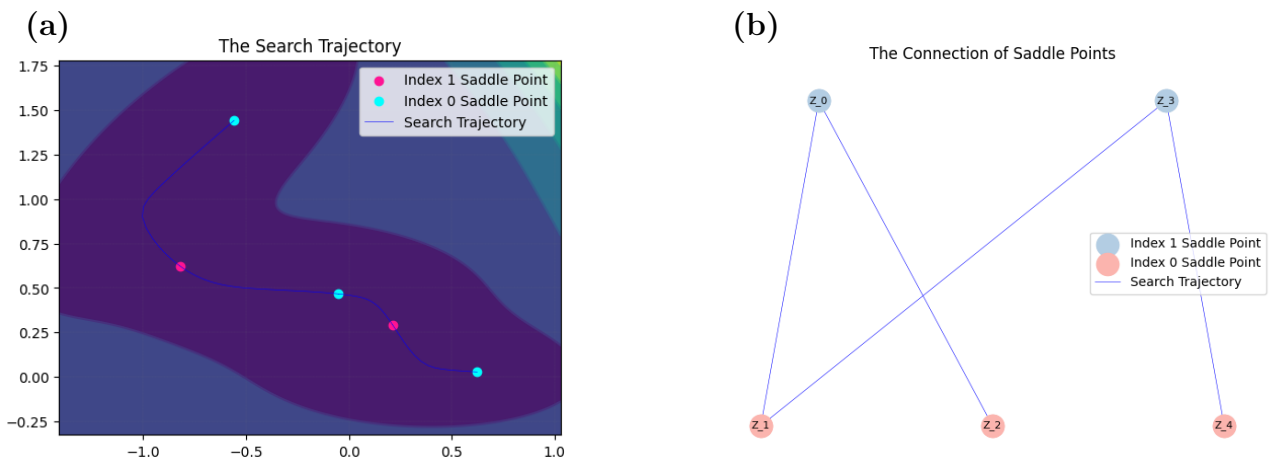 (a)
The Search Trajectory
Index 1 Saddle Point
Index 0 Saddle Point
Search Trajectory
1.75
1.50
1.25
1.00
0.75
0.50
0.25
0.00
−0.25
−1.0
−0.5
0.0
0.5
1.0
(b)
The Connection of Saddle Points
Z_0
Z_3
Index 1 Saddle Point
Index 0 Saddle Point
Search Trajectory
Z_1
Z_2
Z_4